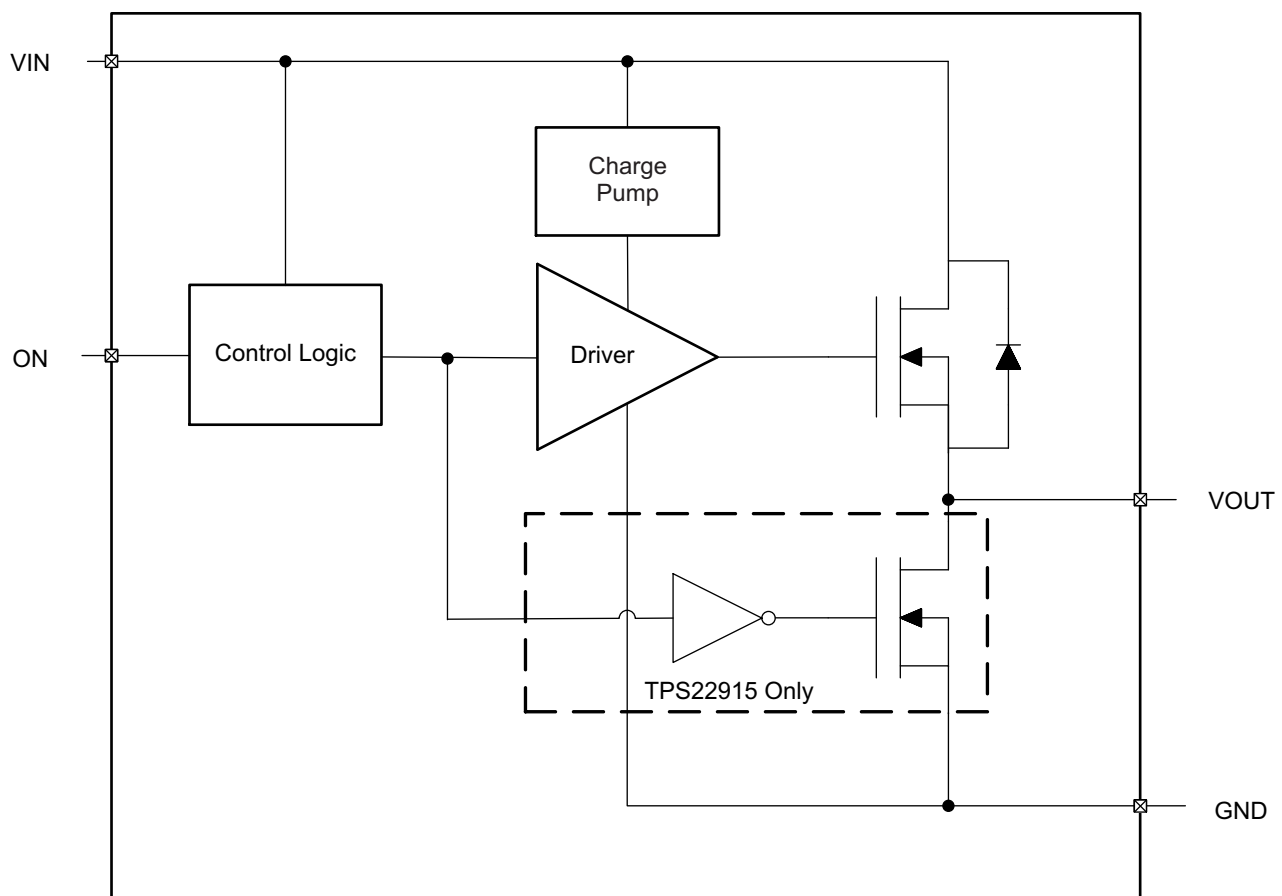 VIN
Charge
Pump
ON
Control Logic
Driver
VOUT
TPS22915 Only
GND